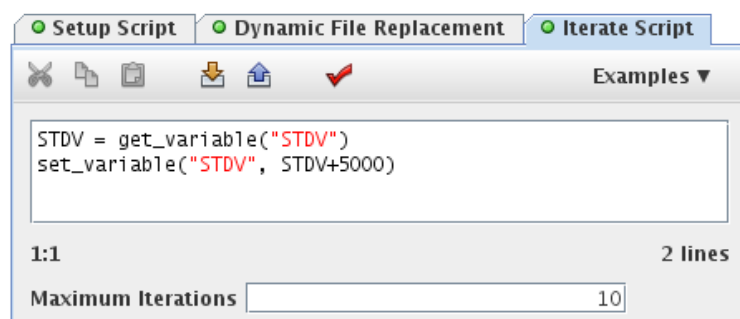 Setup Script Dynamic File Replacement Iterate Script
Examples ▼
STDV = get_variable("STDV")
set_variable("STDV", STDV+5000)
1:1 2 lines
Maximum Iterations 10